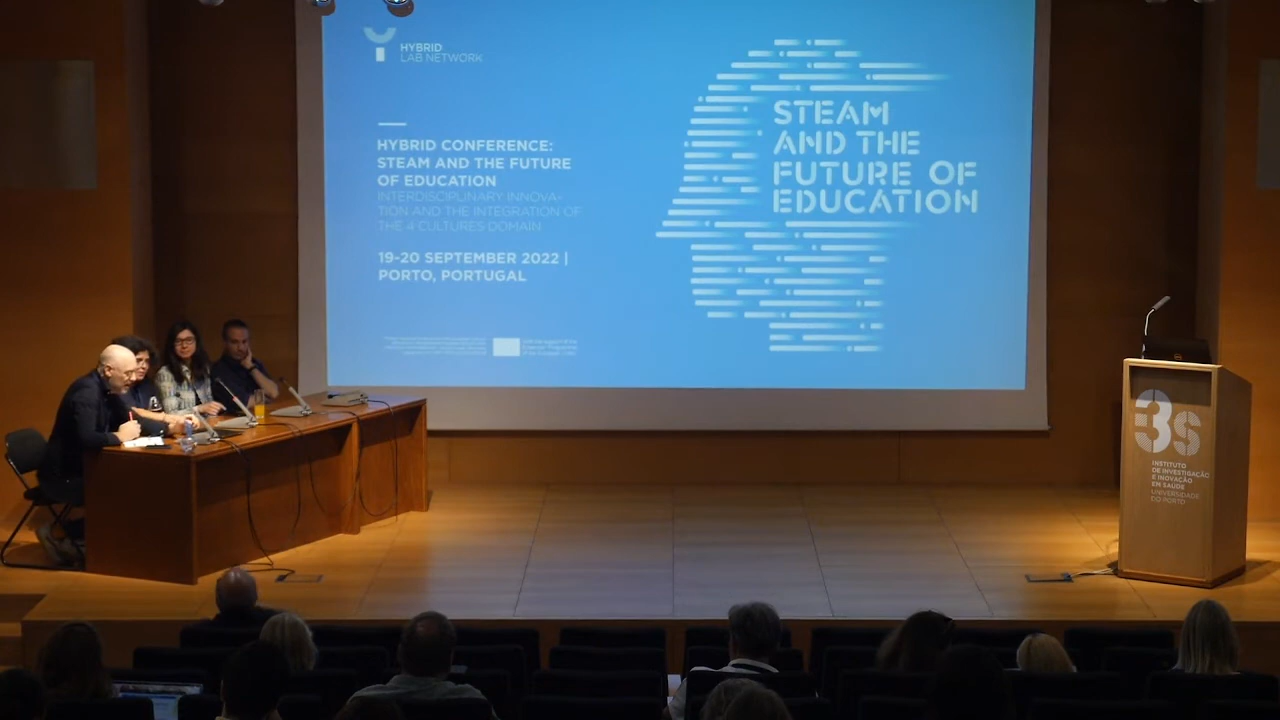 HYBRID
LAB NETWORK
HYBRID CONFERENCE:
STEAM AND THE FUTURE
OF EDUCATION
INTERDISCIPLINARY INNOVA-
TION AND THE INTEGRATION OF
THE 4 CULTURES DOMAIN
19-20 SEPTEMBER 2022 |
PORTO, PORTUGAL
STEAM
AND THE
FUTURE OF
EDUCATION
i3s
INSTITUTO
DE INVESTIGAÇÃO
E INOVAÇÃO
EM SAÚDE
UNIVERSIDADE
DO PORTO